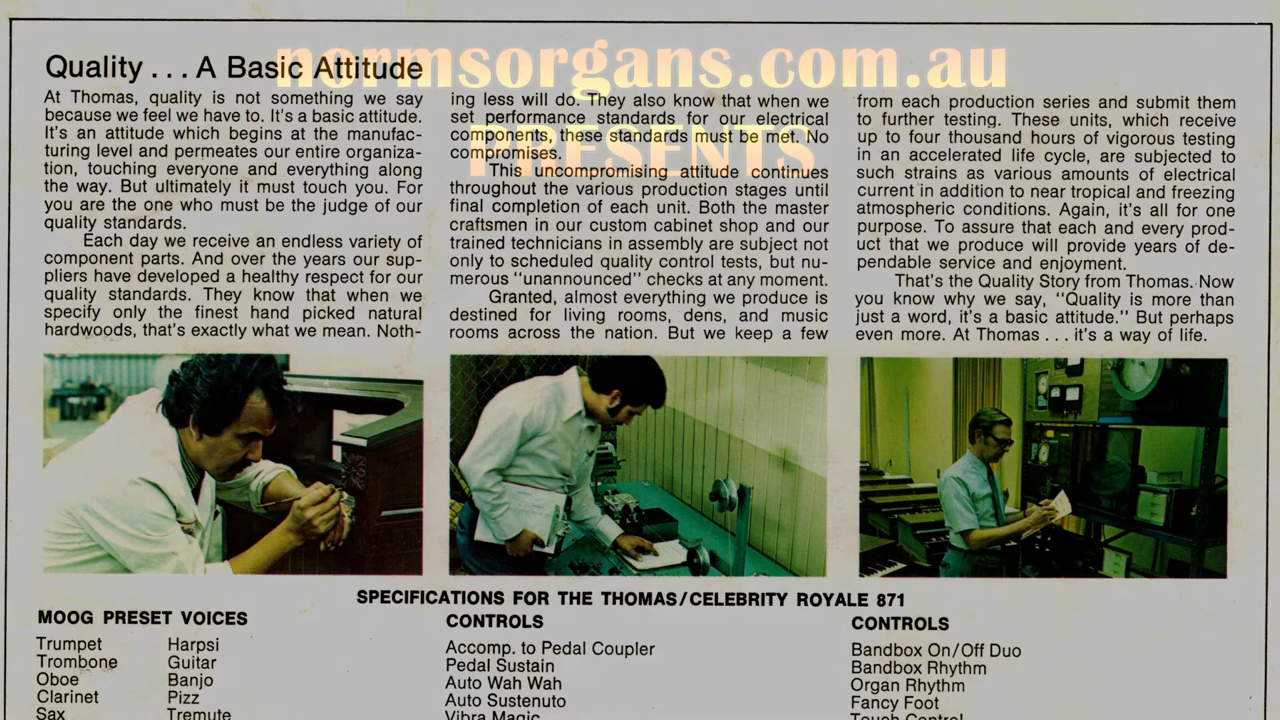 normsorgans.com.au
PRESENTS
Quality . . . A Basic Attitude
At Thomas, quality is not something we say
because we feel we have to. It's a basic attitude.
It's an attitude which begins at the manufac-
turing level and permeates our entire organiza-
tion, touching everyone and everything along
the way. But ultimately it must touch you. For
you are the one who must be the judge of our
quality standards.
Each day we receive an endless variety of
component parts. And over the years our sup-
pliers have developed a healthy respect for our
quality standards. They know that when we
specify only the finest hand picked natural
hardwoods, that's exactly what we mean. Noth-
ing less will do. They also know that when we
set performance standards for our electrical
components, these standards must be met. No
compromises.
This uncompromising attitude continues
throughout the various production stages until
final completion of each unit. Both the master
craftsmen in our custom cabinet shop and our
trained technicians in assembly are subject not
only to scheduled quality control tests, but nu-
merous "unannounced" checks at any moment.
Granted, almost everything we produce is
destined for living rooms, dens, and music
rooms across the nation. But we keep a few
from each production series and submit them
to further testing. These units, which receive
up to four thousand hours of vigorous testing
in an accelerated life cycle, are subjected to
such strains as various amounts of electrical
current in addition to near tropical and freezing
atmospheric conditions. Again, it's all for one
purpose. To assure that each and every prod-
uct that we produce will provide years of de-
pendable service and enjoyment.
That's the Quality Story from Thomas. Now
you know why we say, "Quality is more than
just a word, it's a basic attitude." But perhaps
even more. At Thomas . . . it's a way of life.
SPECIFICATIONS FOR THE THOMAS/CELEBRITY ROYALE 871
MOOG PRESET VOICES
Trumpet
Trombone
Oboe
Clarinet
Sax
Harpsi
Guitar
Banjo
Pizz
Tremute
CONTROLS
Accomp. to Pedal Coupler
Pedal Sustain
Auto Wah Wah
Auto Sustenuto
Vibra Magic
CONTROLS
Bandbox On/Off Duo
Bandbox Rhythm
Organ Rhythm
Fancy Foot
Touch Control